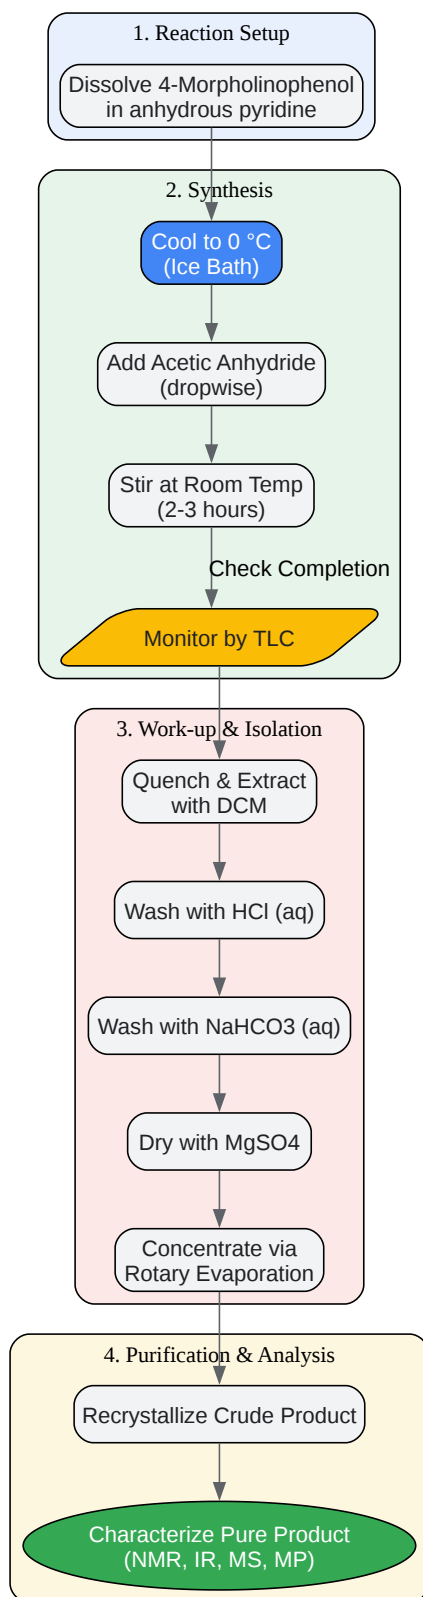 1. Reaction Setup
Dissolve 4-Morpholinophenol
in anhydrous pyridine
2. Synthesis
Cool to 0 °C
(Ice Bath)
Add Acetic Anhydride
(dropwise)
Stir at Room Temp
(2-3 hours)
Check Completion
Monitor by TLC
3. Work-up & Isolation
Quench & Extract
with DCM
Wash with HCl (aq)
Wash with NaHCO3 (aq)
Dry with MgSO4
Concentrate via
Rotary Evaporation
4. Purification & Analysis
Recrystallize Crude Product
Characterize Pure Product
(NMR, IR, MS, MP)